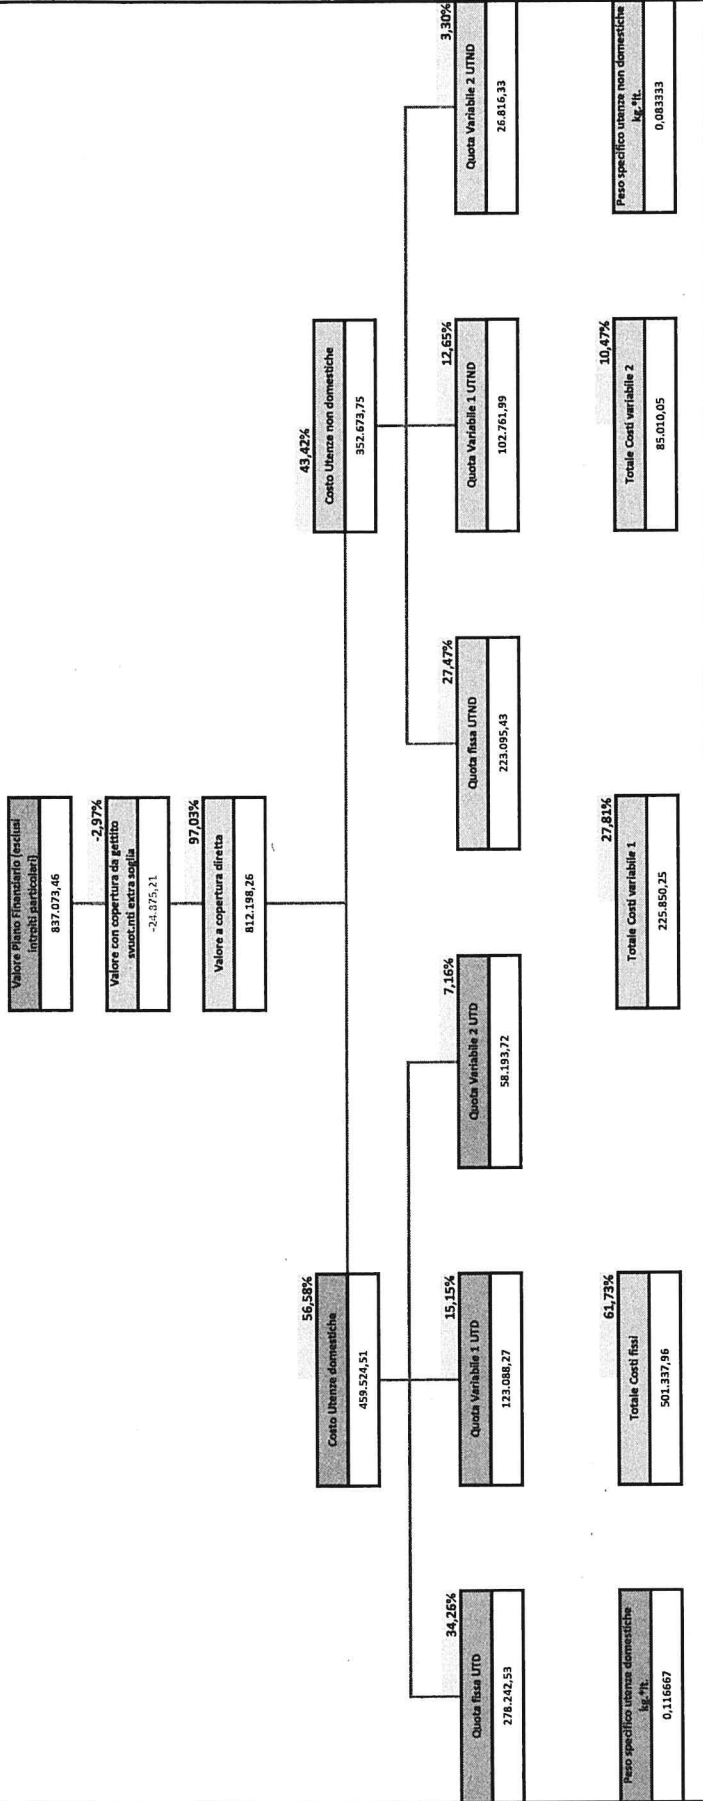 Valore Piano Finanziario (esclusi
introiti particolari)
837.073,46
-2,97%
Valore con copertura da gettito
svuot.nti extra soglia
-24.875,21
97,03%
Valore a copertura diretta
812.198,26
56,58%
Costo Utenze domestiche
459.524,51
43,42%
Costo Utenze non domestiche
352.673,75
34,26%
Quota fissa UTD
278.242,53
15,15%
Quota Variabile 1 UTD
123.088,27
7,16%
Quota Variabile 2 UTD
58.193,72
27,47%
Quota fissa UTND
223.095,43
12,65%
Quota Variabile 1 UTND
102.761,99
3,30%
Quota Variabile 2 UTND
26.816,33
Peso specifico utenze domestiche
kg.*lt.
0,116667
61,73%
Totale Costi fissi
501.337,96
27,81%
Totale Costi variabile 1
225.850,25
10,47%
Totale Costi variabile 2
85.010,05
Peso specifico utenze non domestiche
kg.*lt.
0,083333